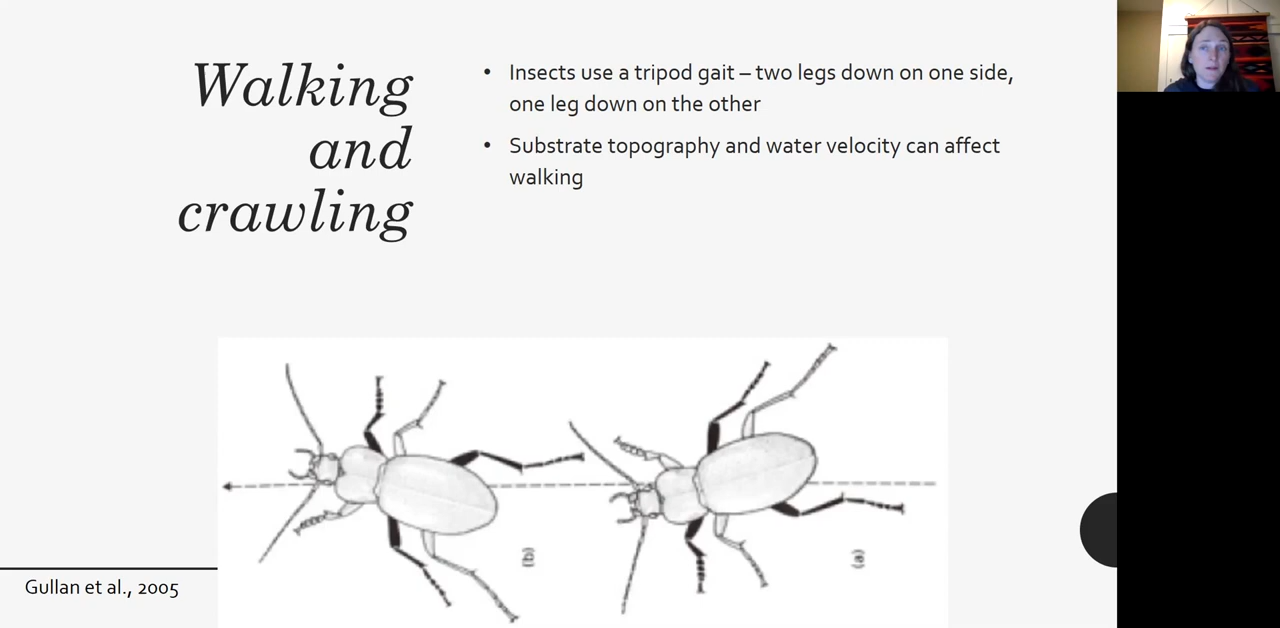 Walking
and
crawling
• Insects use a tripod gait – two legs down on one side,
one leg down on the other
• Substrate topography and water velocity can affect
walking
(b)
(a)
Gullan et al., 2005